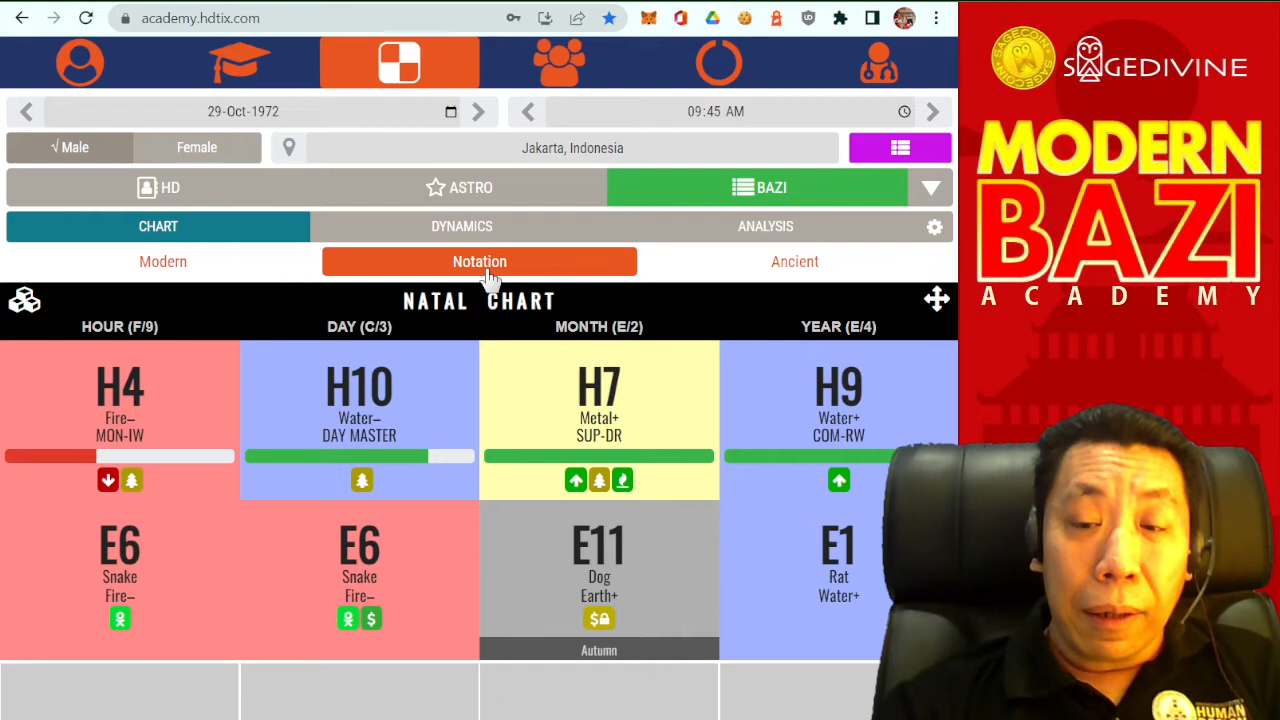 academy.hdtix.com
29-Oct-1972
09:45 AM
√ Male
Female
Jakarta, Indonesia
HD
ASTRO
BAZI
CHART
DYNAMICS
ANALYSIS
Modern
Notation
Ancient
NATAL CHART
HOUR (F/9)
DAY (C/3)
MONTH (E/2)
YEAR (E/4)
H4
Fire–
MON-IW
H10
Water–
DAY MASTER
H7
Metal+
SUP-DR
H9
Water+
COM-RW
E6
Snake
Fire–
E6
Snake
Fire–
$
E11
Dog
Earth+
$
Autumn
E1
Rat
Water+
SAGECOIN
SAGECOIN
SAGEDIVINE
MODERN
BAZI
ACADEMY
HUMAN